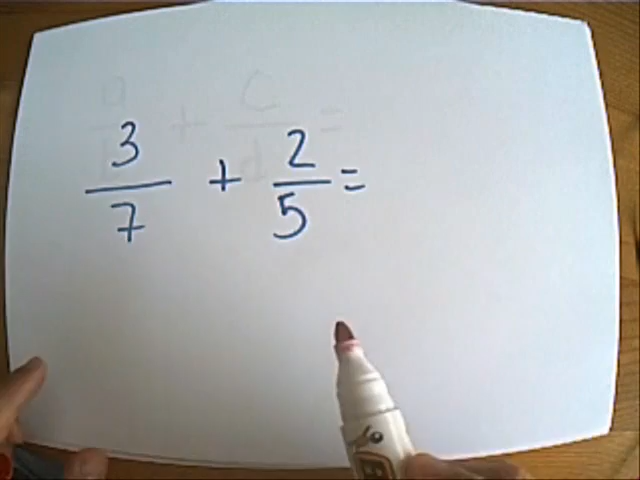 3/7 + 2/5 =